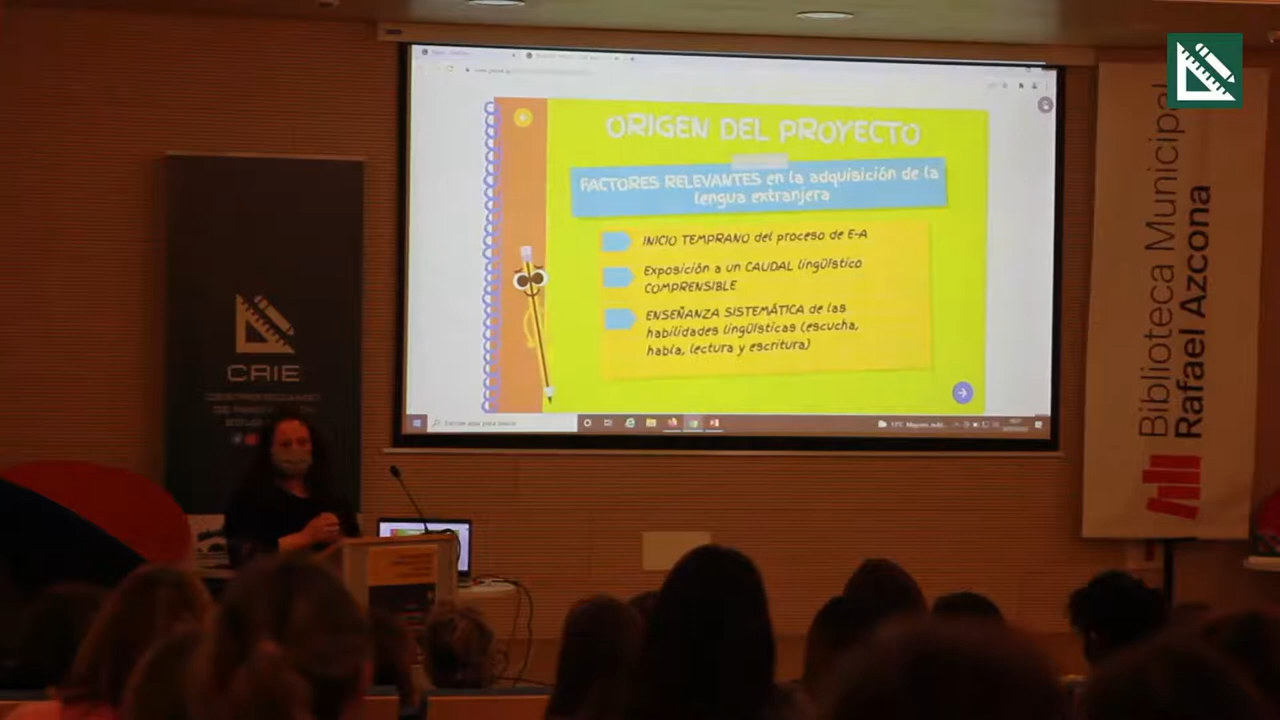 ORIGEN DEL PROYECTO
FACTORES RELEVANTES en la adquisición de la
lengua extranjera
INICIO TEMPRANO del proceso de E-A
Exposición a un CAUDAL lingüístico
COMPRENSIBLE
ENSEÑANZA SISTEMÁTICA de las
habilidades lingüísticas (escucha,
habla, lectura y escritura)
CRIE
Biblioteca Municipal
Rafael Azcona